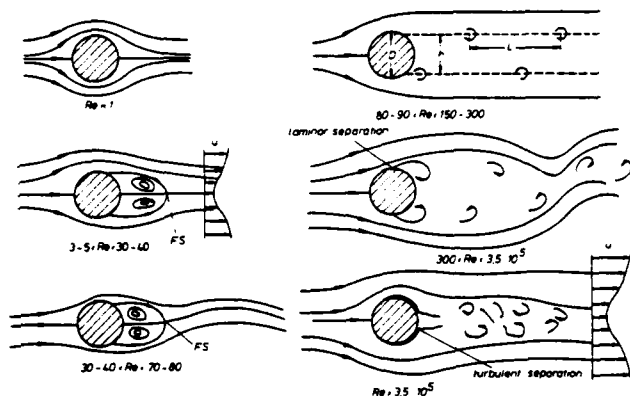 Re « 1
D
h
L
80-90 < Re < 150-300
u
FS
3-5 < Re < 30-40
laminar separation
300 < Re < 3.5 · 10⁵
FS
30-40 < Re < 70-80
u
turbulent separation
Re > 3.5 · 10⁵